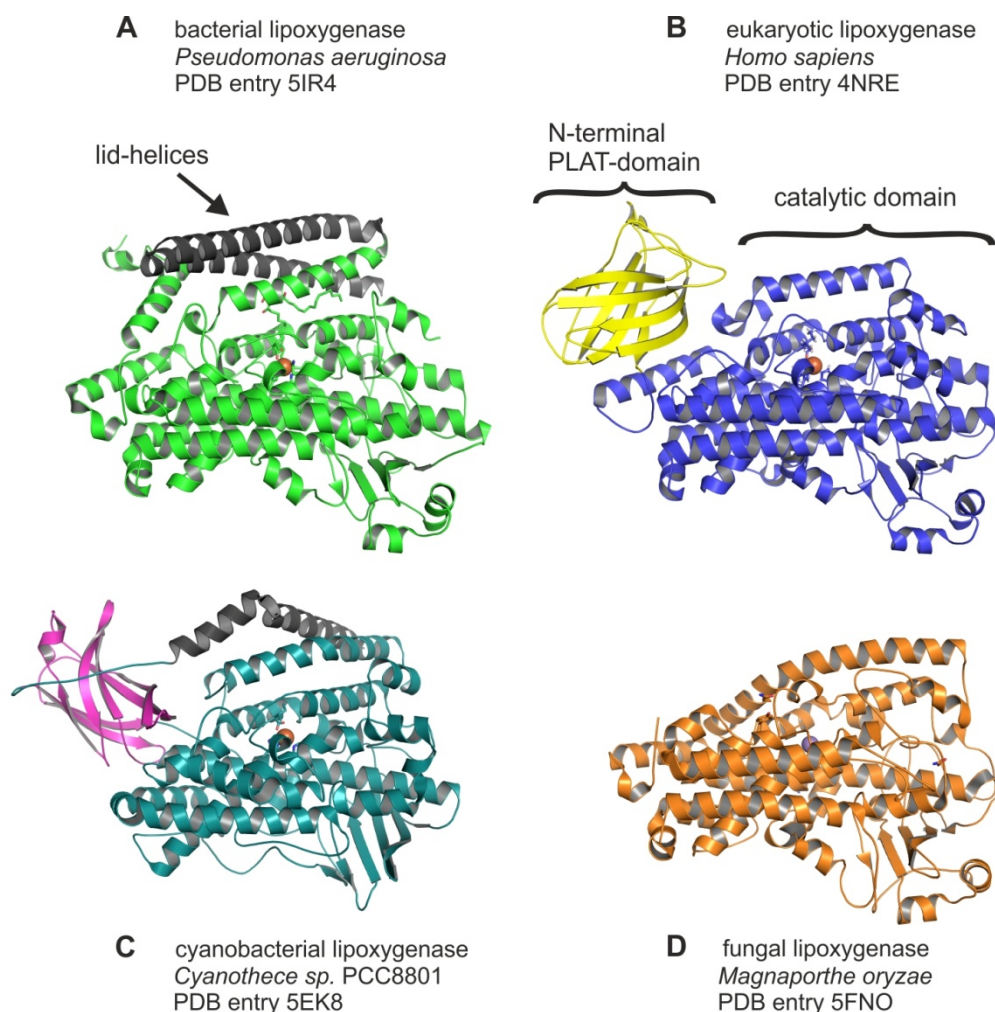 A bacterial lipoxygenase
Pseudomonas aeruginosa
PDB entry 5IR4
B eukaryotic lipoxygenase
Homo sapiens
PDB entry 4NRE
lid-helices
N-terminal
PLAT-domain
catalytic domain
C cyanobacterial lipoxygenase
Cyanothece sp. PCC8801
PDB entry 5EK8
D fungal lipoxygenase
Magnaporthe oryzae
PDB entry 5FNO